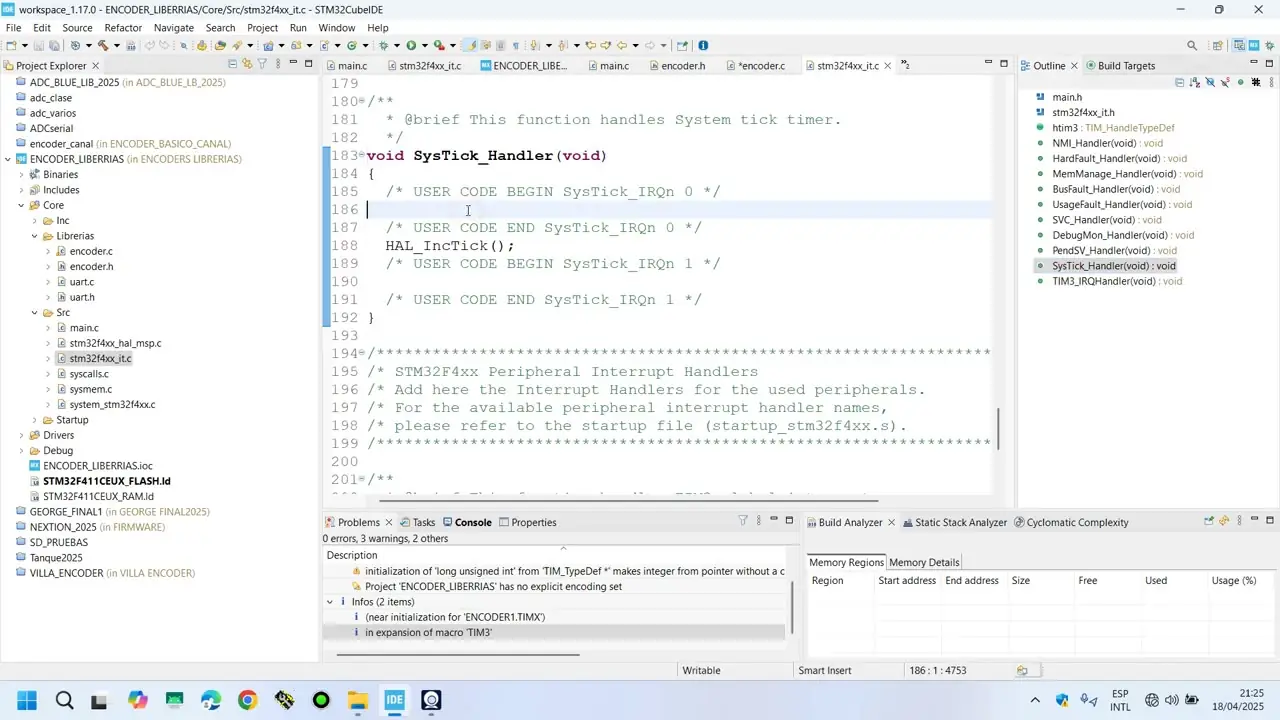 workspace_1.17.0 - ENCODER_LIBERRIAS/Core/Src/stm32f4xx_it.c - STM32CubeIDE
File Edit Source Refactor Navigate Search Project Run Window Help
Project Explorer
ADC_BLUE_LIB_2025 (in ADC_BLUE_LIB_2025)
adc_clase
adc_varios
ADCserial
encoder_canal (in ENCODER_BASICO_CANAL)
ENCODER_LIBERRIAS (in ENCODERS LIBRERIAS)
Binaries
Includes
Core
Inc
Librerias
encoder.c
encoder.h
uart.c
uart.h
Src
main.c
stm32f4xx_hal_msp.c
stm32f4xx_it.c
syscalls.c
sysmem.c
system_stm32f4xx.c
Startup
Drivers
Debug
ENCODER_LIBERRIAS.ioc
STM32F411CEUX_FLASH.ld
STM32F411CEUX_RAM.ld
GEORGE_FINAL1 (in GEORGE FINAL2025)
NEXTION_2025 (in FIRMWARE)
SD_PRUEBAS
Tanque2025
VILLA_ENCODER (in VILLA ENCODER)
main.c stm32f4xx_it.c ENCODER_LIBE... main.c encoder.h *encoder.c stm32f4xx_it.c
179
180 /**
181 * @brief This function handles System tick timer.
182 */
183 void SysTick_Handler(void)
184 {
185 /* USER CODE BEGIN SysTick_IRQn 0 */
186
187 /* USER CODE END SysTick_IRQn 0 */
188 HAL_IncTick();
189 /* USER CODE BEGIN SysTick_IRQn 1 */
190
191 /* USER CODE END SysTick_IRQn 1 */
192 }
193
194 /******************************************************************
195 /* STM32F4xx Peripheral Interrupt Handlers
196 /* Add here the Interrupt Handlers for the used peripherals.
197 /* For the available peripheral interrupt handler names,
198 /* please refer to the startup file (startup_stm32f4xx.s).
199 /******************************************************************
200
201 /**
Outline Build Targets
main.h
stm32f4xx_it.h
htim3 : TIM_HandleTypeDef
NMI_Handler(void) : void
HardFault_Handler(void) : void
MemManage_Handler(void) : void
BusFault_Handler(void) : void
UsageFault_Handler(void) : void
SVC_Handler(void) : void
DebugMon_Handler(void) : void
PendSV_Handler(void) : void
SysTick_Handler(void) : void
TIM3_IRQHandler(void) : void
Problems Tasks Console Properties
0 errors, 3 warnings, 2 others
Description
initialization of 'long unsigned int' from 'TIM_TypeDef *' makes integer from pointer without a c
Project 'ENCODER_LIBERRIAS' has no explicit encoding set
Infos (2 items)
(near initialization for 'ENCODER1.TIMX')
in expansion of macro 'TIM3'
Build Analyzer Static Stack Analyzer Cyclomatic Complexity
Memory Regions Memory Details
Region Start address End address Size Free Used Usage (%)
Writable Smart Insert 186 : 1 : 4753
IDE
ESP
INTL
21:25
18/04/2025